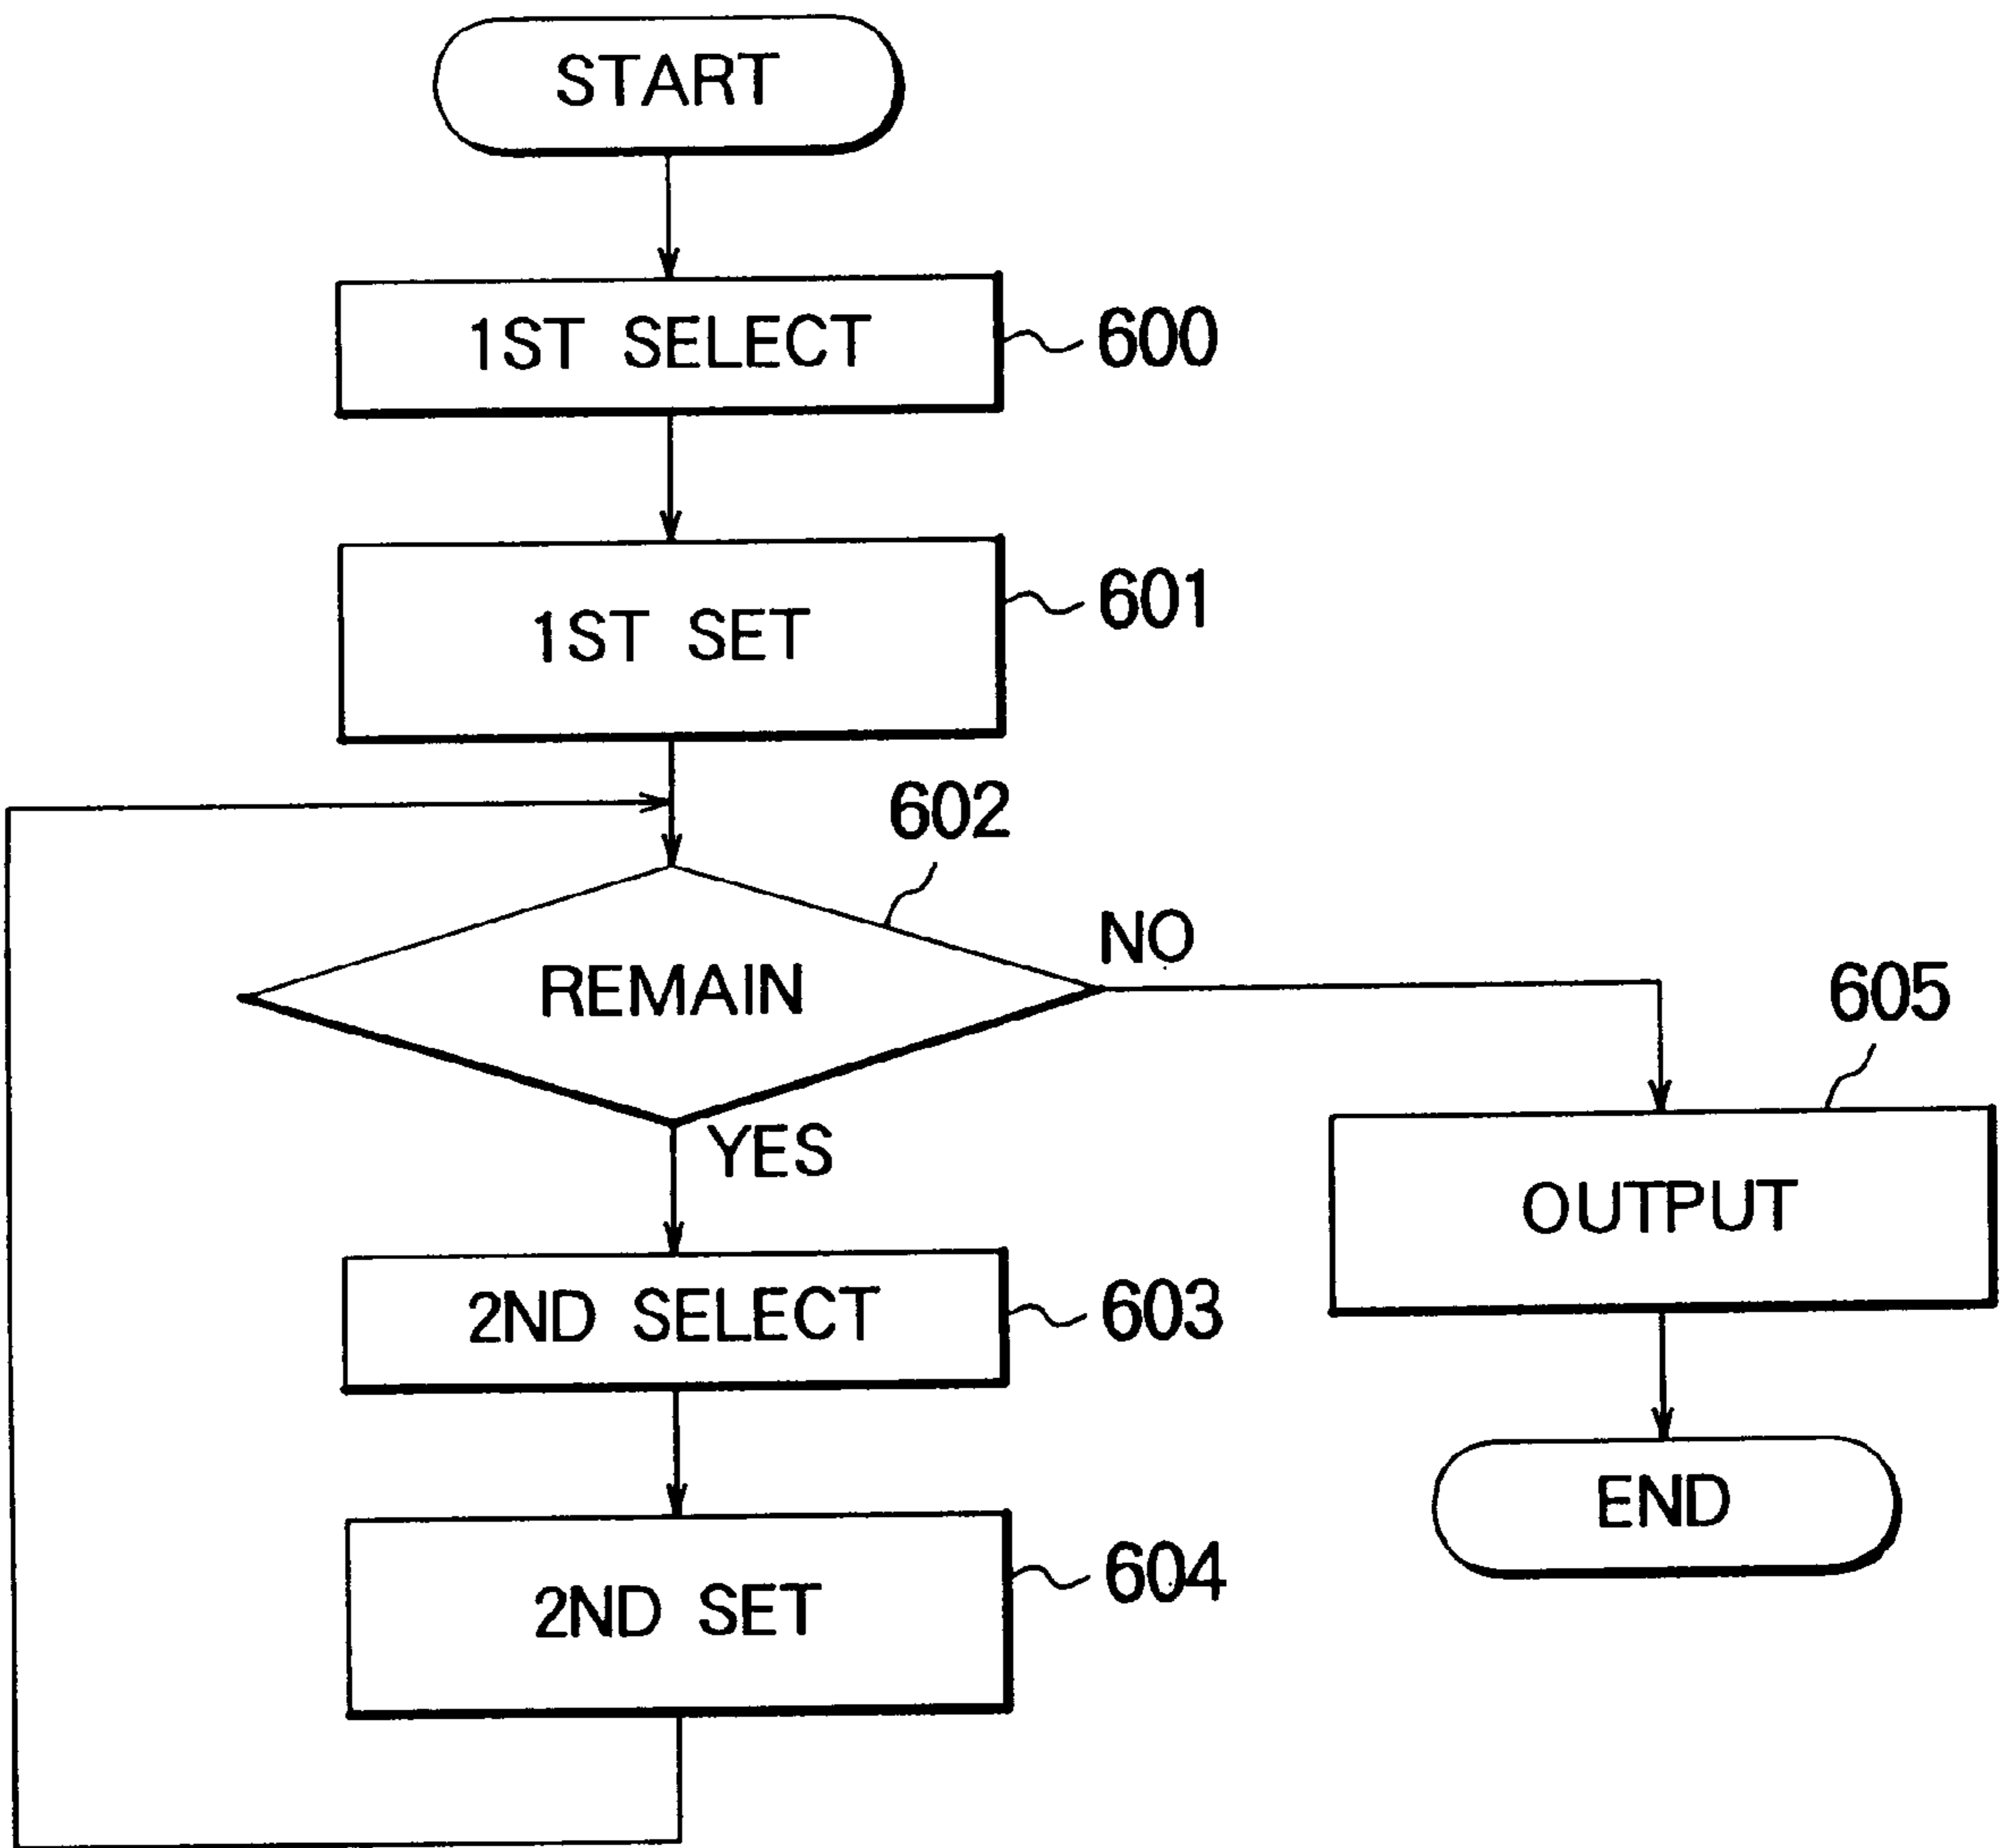 START
1ST SELECT
600
1ST SET
601
602
REMAIN
NO
YES
605
OUTPUT
2ND SELECT
603
END
2ND SET
604